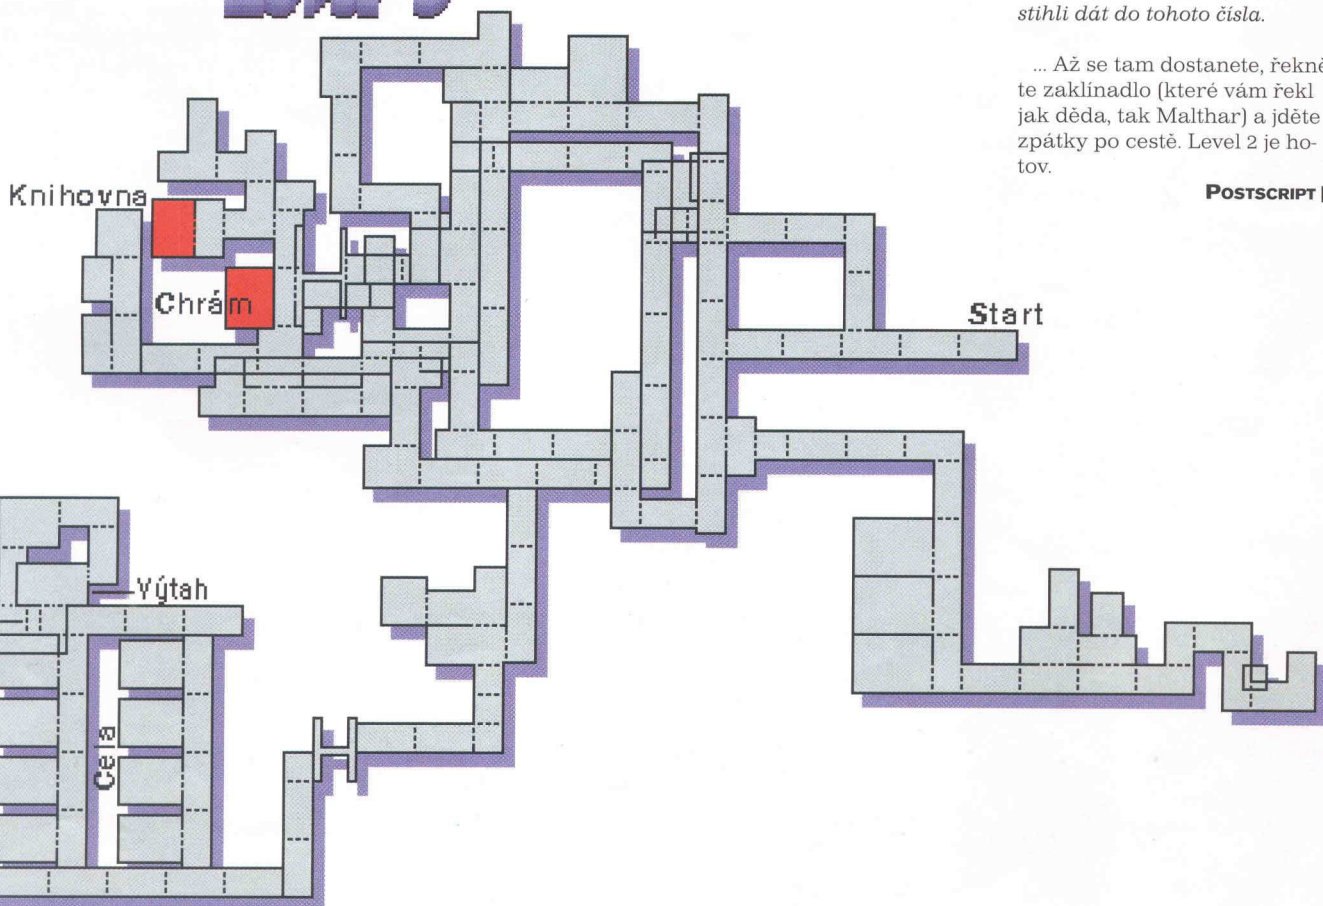 stihli dát do tohoto čísla.
... Až se tam dostanete, řekně
te zaklínadlo (které vám řekl
jak děda, tak Malthar) a jděte
zpátky po cestě. Level 2 je ho-
tov.
POSTSCRIPT
Knihovna
Chrám
Start
Výtah
Cela